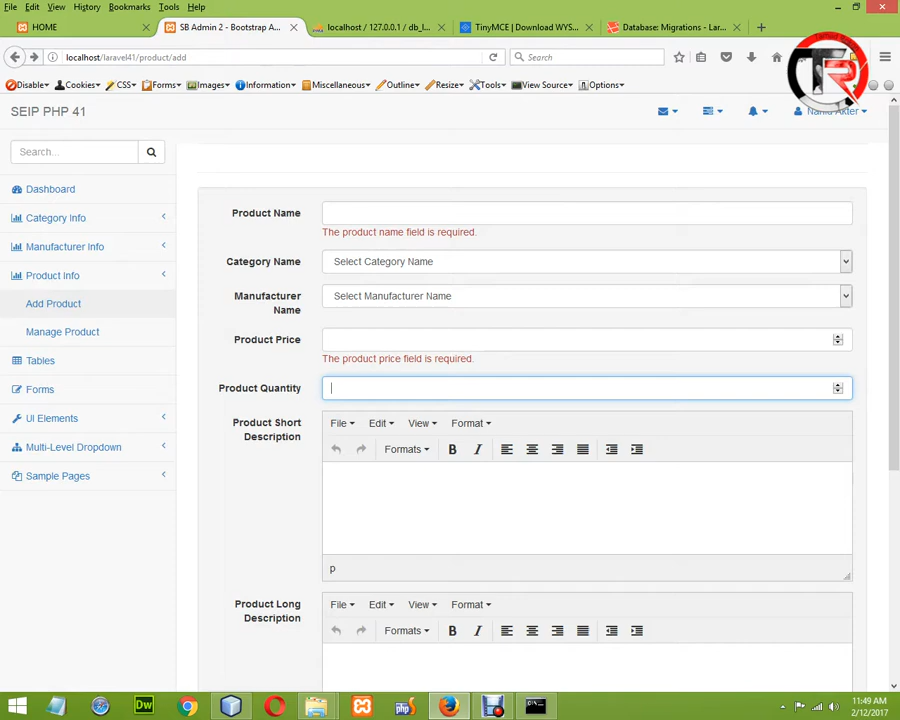 File Edit View History Bookmarks Tools Help
HOME SB Admin 2 - Bootstrap A... localhost / 127.0.0.1 / db_l... TinyMCE | Download WYS... Database: Migrations - Lar...
localhost/laravel41/product/add Search
Disable Cookies CSS Forms Images Information Miscellaneous Outline Resize Tools View Source Options
SEIP PHP 41
Search...
Dashboard
Category Info
Manufacturer Info
Product Info
Add Product
Manage Product
Tables
Forms
UI Elements
Multi-Level Dropdown
Sample Pages
Product Name
The product name field is required.
Category Name Select Category Name
Manufacturer Name Select Manufacturer Name
Product Price
The product price field is required.
Product Quantity
Product Short Description
File Edit View Format
Formats B I
p
Product Long Description
File Edit View Format
Formats B I
Dw php
11:49 AM
2/12/2017